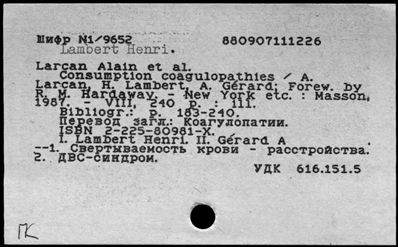 Шифр N1/9652 880907111226
Lambert Henri.
Larcan Alain et al.
Consumption coagulopathies / A.
Larcan, H. Lambert, A. Gérard; Forew. by
R. M. Hardaway. - New York etc. : Masson,
1987. - VIII, 240 p. : ill.
Bibliogr.: p. 183-240.
Перевод загл.: Коагулопатии.
ISBN 2-225-80981-X.
I. Lambert Henri. II. Gérard A
--1. Свертываемость крови - расстройства.
2. ДВС-синдром.
УДК 616.151.5
ГК